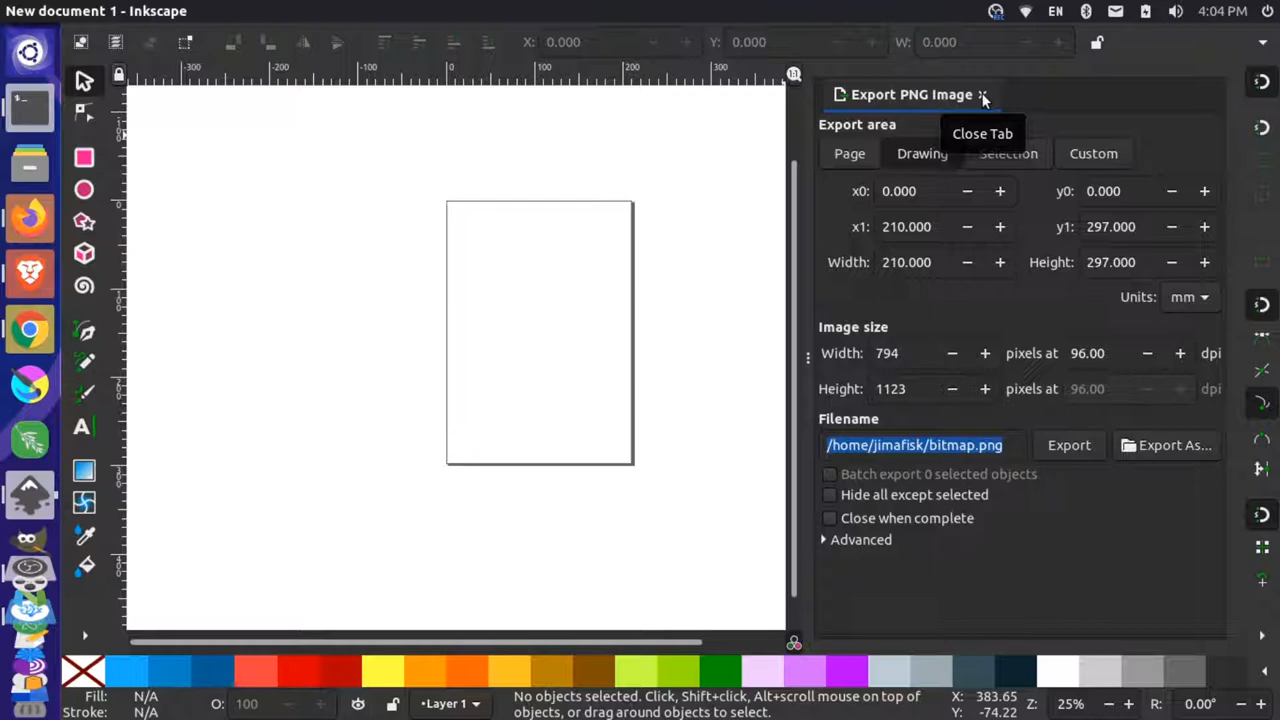 New document 1 - Inkscape
EN
4:04 PM
X: 0.000
Y: 0.000
W: 0.000
-300
-200
-100
0
100
200
300
Export PNG Image
Close Tab
Export area
Page
Drawing
Selection
Custom
x0: 0.000 − +
y0: 0.000 − +
x1: 210.000 − +
y1: 297.000 − +
Width: 210.000 − +
Height: 297.000 − +
Units: mm
Image size
Width: 794 − + pixels at 96.00 − + dpi
Height: 1123 − + pixels at 96.00 − + dpi
Filename
/home/jimafisk/bitmap.png
Export
Export As...
Batch export 0 selected objects
Hide all except selected
Close when complete
Advanced
Fill: N/A
Stroke: N/A
O: 100
•Layer 1
No objects selected. Click, Shift+click, Alt+scroll mouse on top of
objects, or drag around objects to select.
X: 383.65
Y: -74.22
Z: 25% − +
R: 0.00° − +